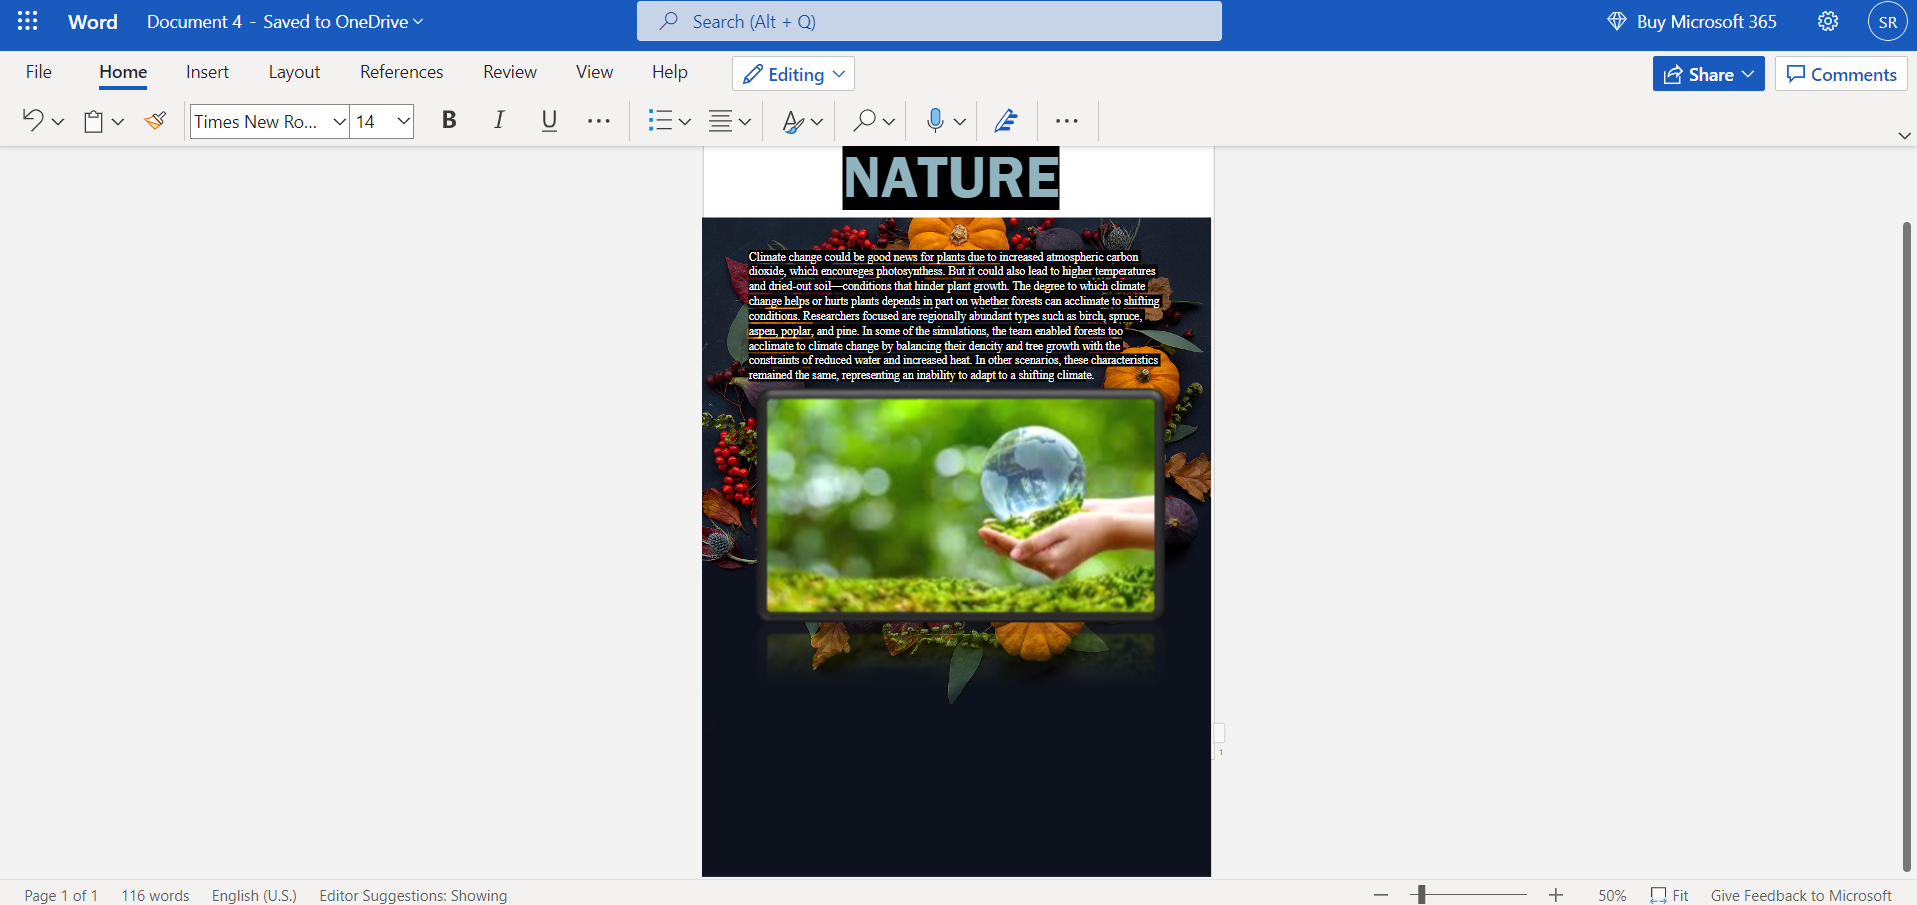 Word Document 4 - Saved to OneDrive Search (Alt + Q) Buy Microsoft 365 SR
File Home Insert Layout References Review View Help Editing Share Comments
Times New Ro... 14 B I U
NATURE
Climate change could be good news for plants due to increased atmospheric carbon
dioxide, which encoureges photosynthess. But it could also lead to higher temperatures
and dried-out soil—conditions that hinder plant growth. The degree to which climate
change helps or hurts plants depends in part on whether forests can acclimate to shifting
conditions. Researchers focused are regionally abundant types such as birch, spruce,
aspen, poplar, and pine. In some of the simulations, the team enabled forests too
acclimate to climate change by balancing their dencity and tree growth with the
constraints of reduced water and increased heat. In other scenarios, these characteristics
remained the same, representing an inability to adapt to a shifting climate.
1
Page 1 of 1 116 words English (U.S.) Editor Suggestions: Showing 50% Fit Give Feedback to Microsoft